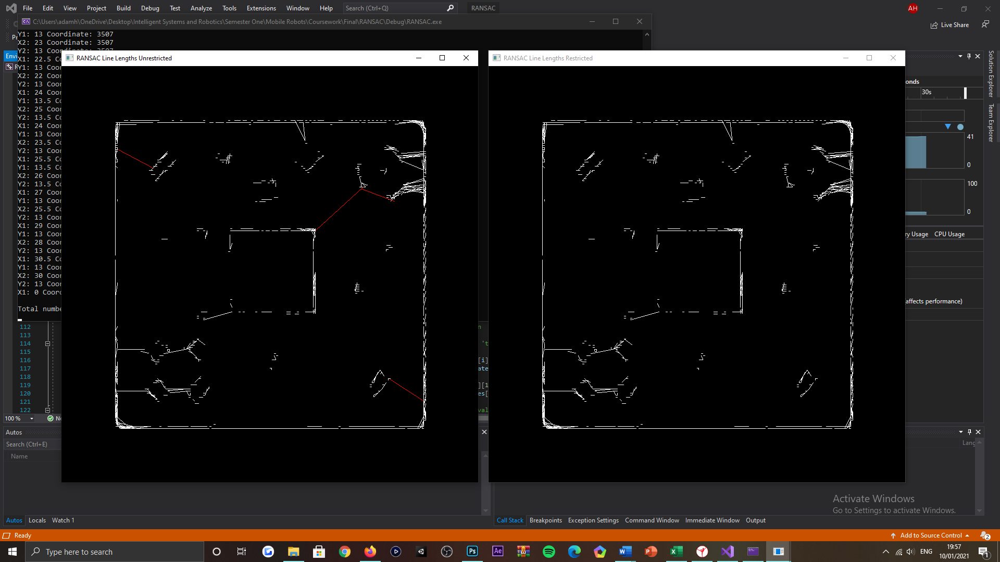 File Edit View Project Build Debug Test Analyze Tools Extensions Window Help Search (Ctrl+Q) RANSAC AH
C:\Users\adamh\OneDrive\Desktop\Intelligent Systems and Robotics\Semester One\Mobile Robots\Coursework\Final\RANSAC\Debug\RANSAC.exe
Live Share
Y1: 13 Coordinate: 3507
X2: 23 Coordinate: 3507
Y2: 13 Coordinate: 3507
RANSAC Line Lengths Unrestricted
RANSAC Line Lengths Restricted
X1: 22.5 Coor
Y1: 13 Coor
X2: 22 Coor
Y2: 13 Coor
X1: 24 Coor
Y1: 13.5 Co
X2: 25 Coor
Y2: 13.5 Co
X1: 24 Coor
Y1: 13 Coor
X2: 23.5 Co
Y2: 13 Coor
X1: 25.5 Co
Y1: 13.5 Co
X2: 26 Coor
Y2: 13.5 Co
X1: 27 Coor
Y1: 13 Coor
X2: 25.5 Co
Y2: 13 Coor
X1: 29 Coor
Y1: 13 Coor
X2: 28 Coor
Y2: 13 Coor
X1: 30.5 Co
Y1: 13 Coor
X2: 30 Coor
Y2: 13 Coor
X1: 0 Coord
Total numbe
112
113
114
115
116
117
118
119
120
121
122
100 %
onds
30s
41
0
100
0
ry Usage CPU Usage
(affects performance)
Solution Explorer
Team Explorer
Autos
Search (Ctrl+E)
Name
Lang
Autos Locals Watch 1
Call Stack Breakpoints Exception Settings Command Window Immediate Window Output
Activate Windows
Go to Settings to activate Windows.
Ready
Add to Source Control
2
Type here to search
Ps
Ae
ENG
19:57
10/01/2021
1